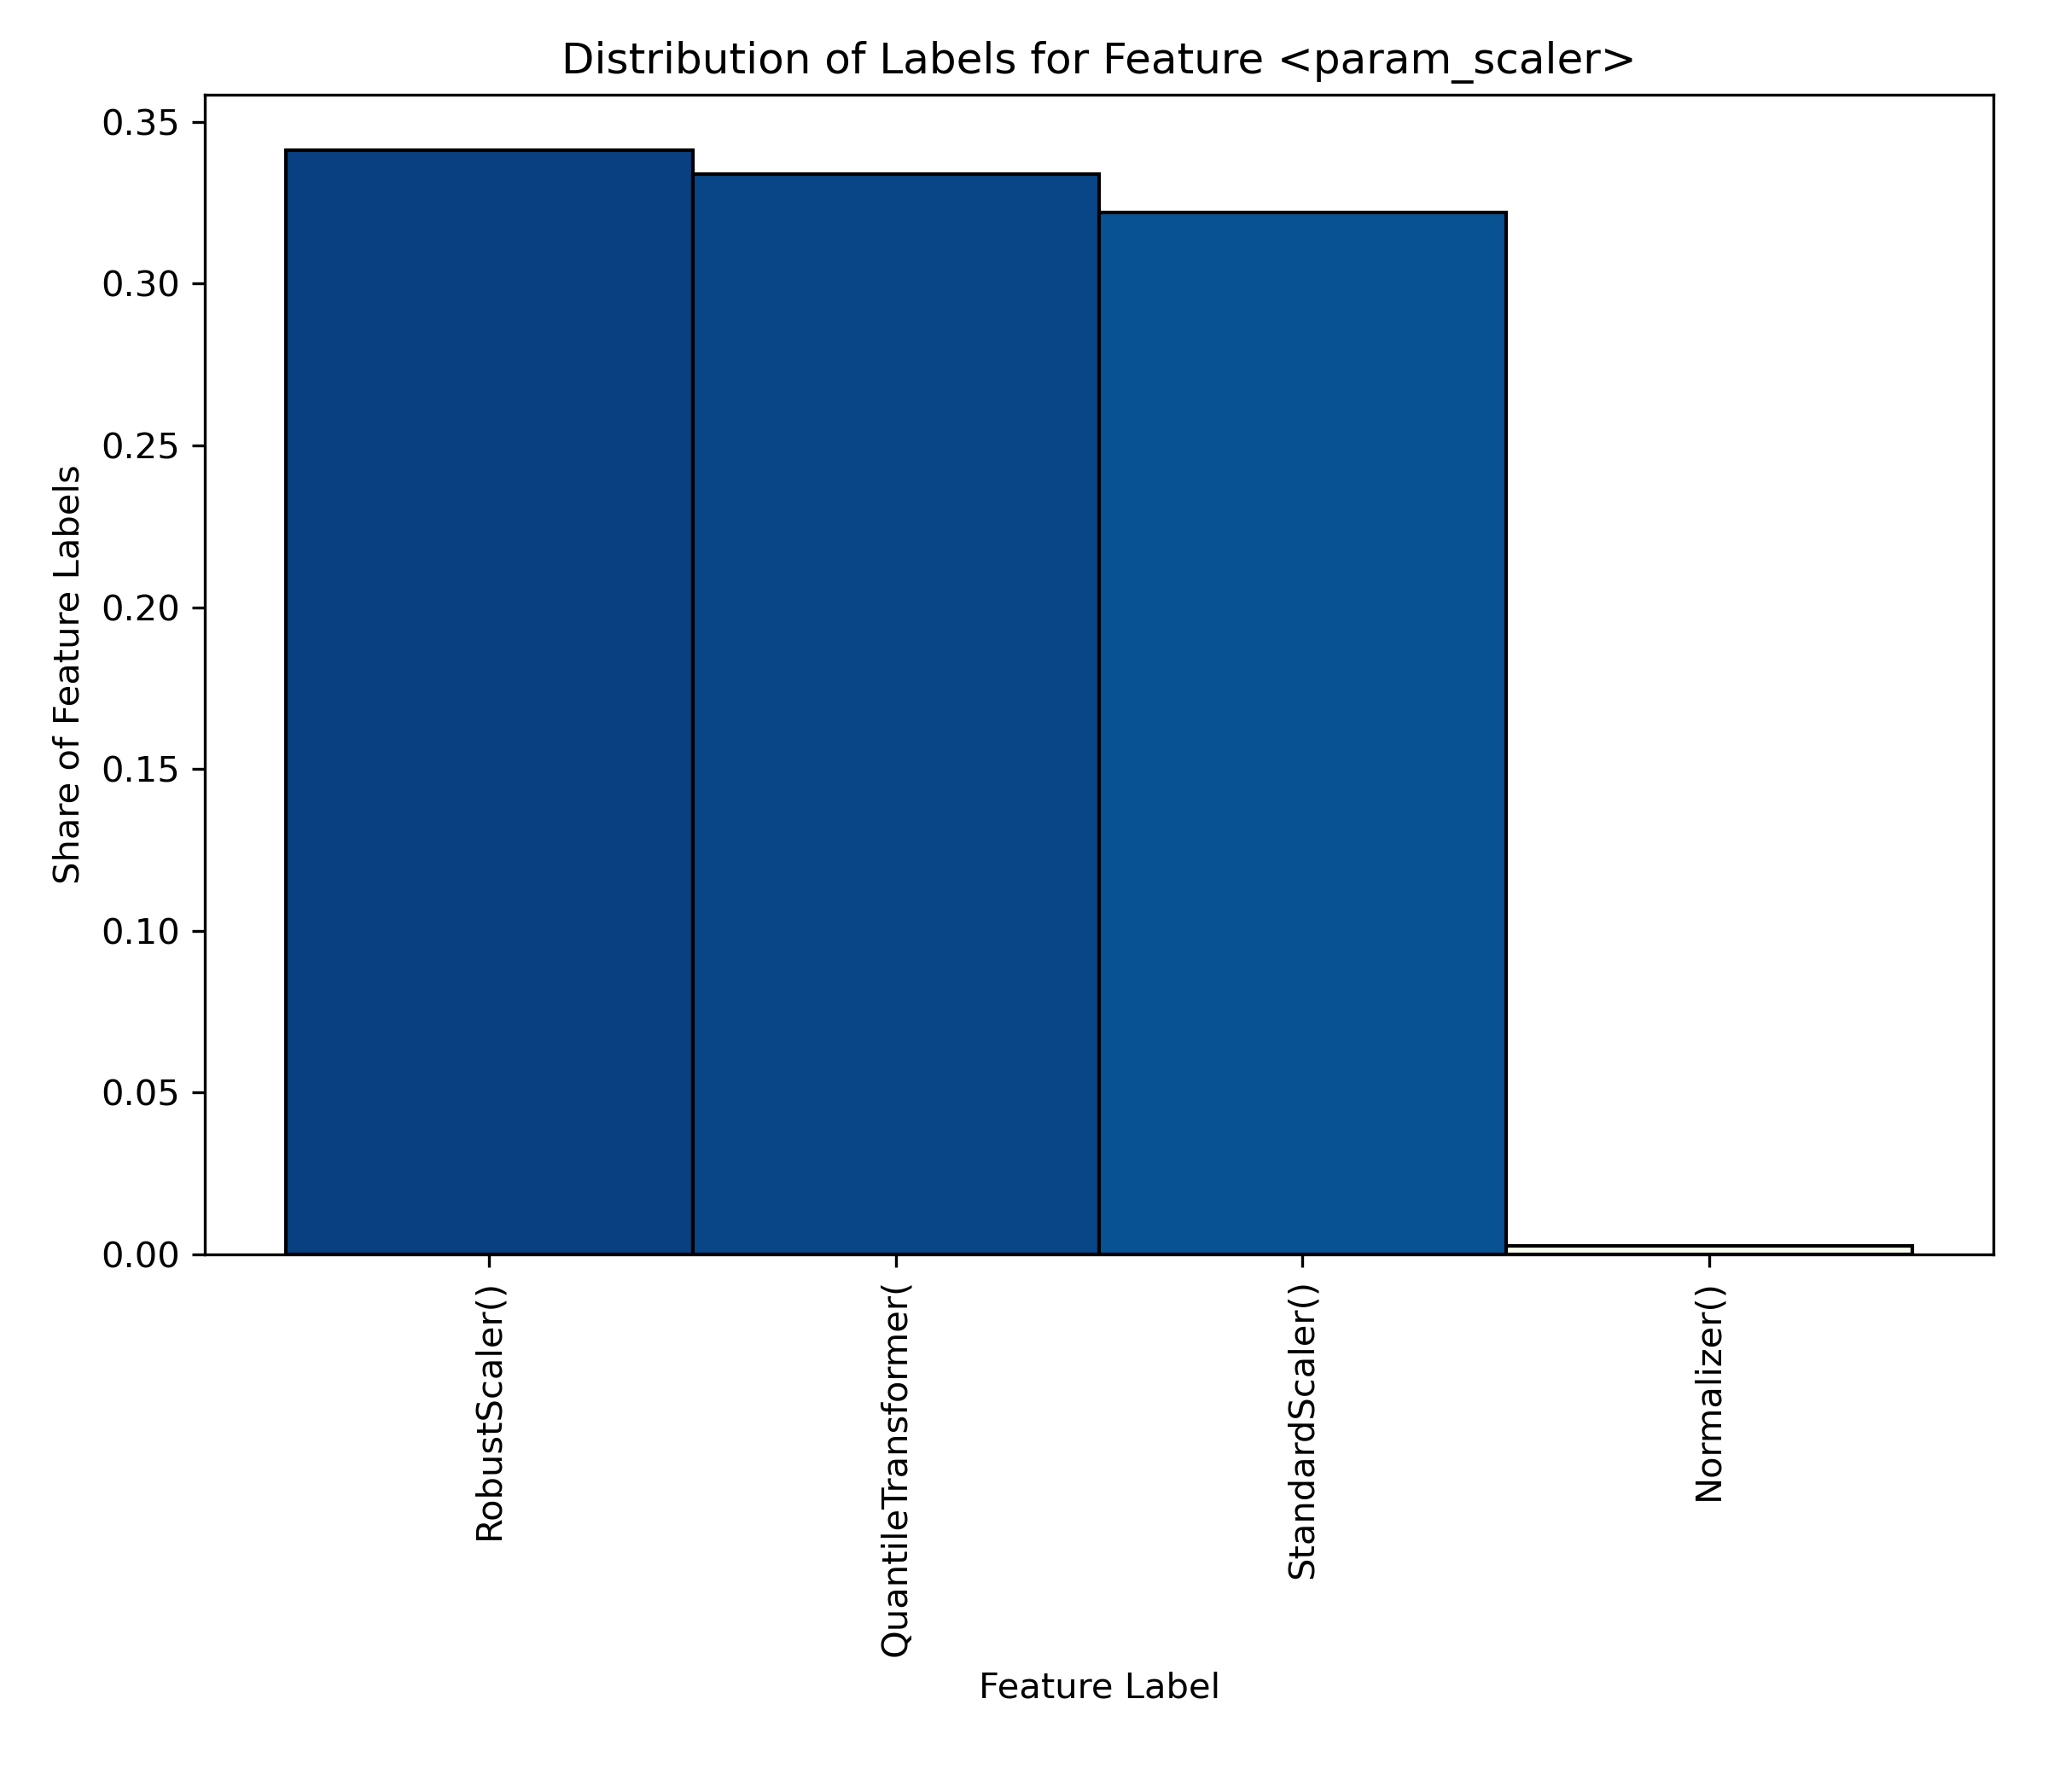 Distribution of Labels for Feature <param_scaler>
Share of Feature Labels
0.35
0.30
0.25
0.20
0.15
0.10
0.05
0.00
RobustScaler()
QuantileTransformer(
StandardScaler()
Normalizer()
Feature Label